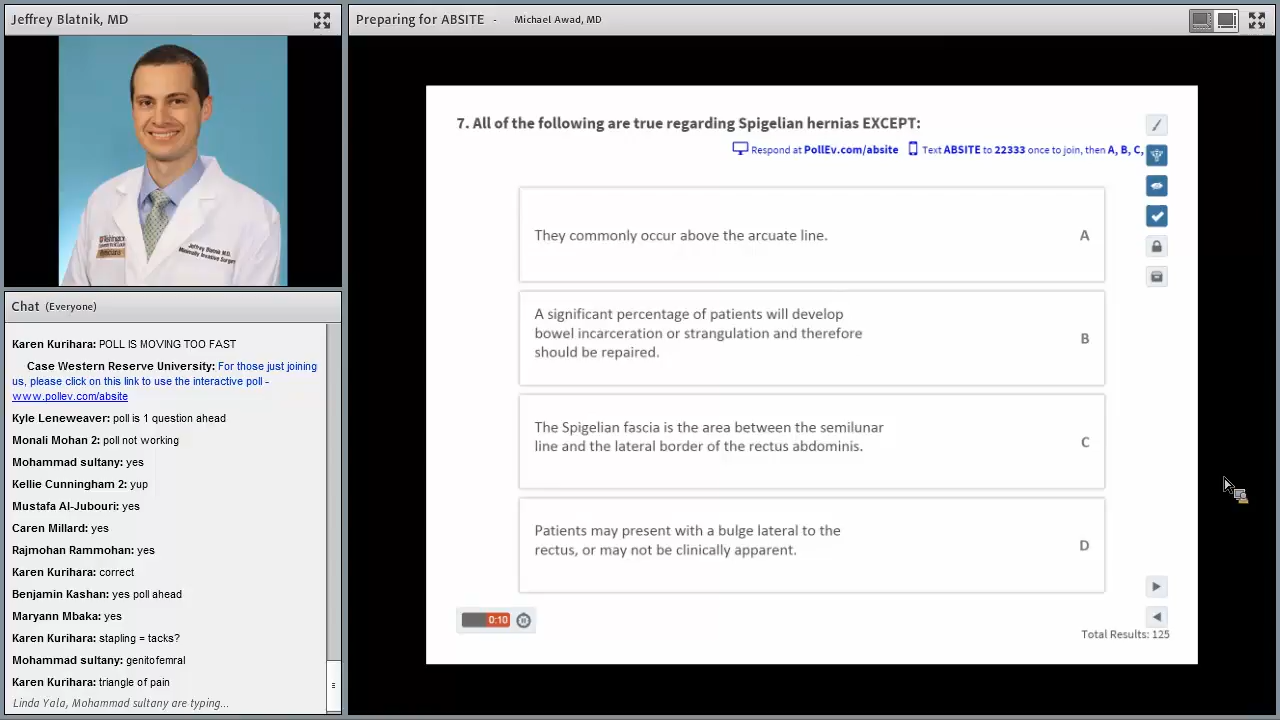 Jeffrey Blatnik, MD
Preparing for ABSITE - Michael Awad, MD
Jeffrey Blatnik M.D.
Minimally Invasive Surgery
Chat (Everyone)
Karen Kurihara: POLL IS MOVING TOO FAST
Case Western Reserve University: For those just joining
us, please click on this link to use the interactive poll -
www.pollev.com/absite
Kyle Leneweaver: poll is 1 question ahead
Monali Mohan 2: poll not working
Mohammad sultany: yes
Kellie Cunningham 2: yup
Mustafa Al-Jubouri: yes
Caren Millard: yes
Rajmohan Rammohan: yes
Karen Kurihara: correct
Benjamin Kashan: yes poll ahead
Maryann Mbaka: yes
Karen Kurihara: stapling = tacks?
Mohammad sultany: genitofemral
Karen Kurihara: triangle of pain
Linda Yala, Mohammad sultany are typing...
7. All of the following are true regarding Spigelian hernias EXCEPT:
Respond at PollEv.com/absite Text ABSITE to 22333 once to join, then A, B, C,
They commonly occur above the arcuate line.
A
A significant percentage of patients will develop
bowel incarceration or strangulation and therefore
should be repaired.
B
The Spigelian fascia is the area between the semilunar
line and the lateral border of the rectus abdominis.
C
Patients may present with a bulge lateral to the
rectus, or may not be clinically apparent.
D
0:10
Total Results: 125